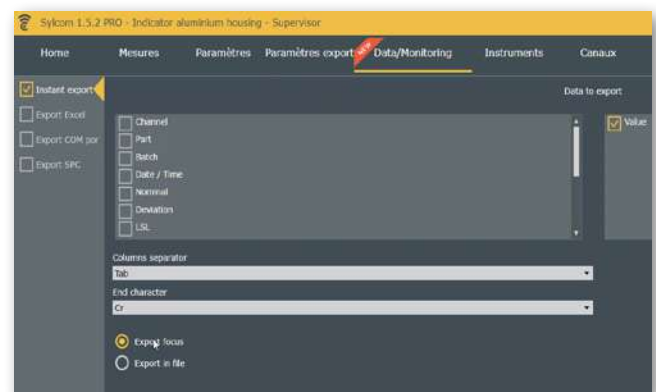 Sylcom 1.5.2 PRO - Indicator aluminium housing - Supervisor
Home Mesures Paramètres Paramètres export NEW Data/Monitoring Instruments Canaux
Instant export
Data to export
Export Excel
Export COM por
Export SPC
Channel
Part
Batch
Date / Time
Nominal
Deviation
LSL
Value
Columns separator
Tab
End character
Cr
Export focus
Export in file